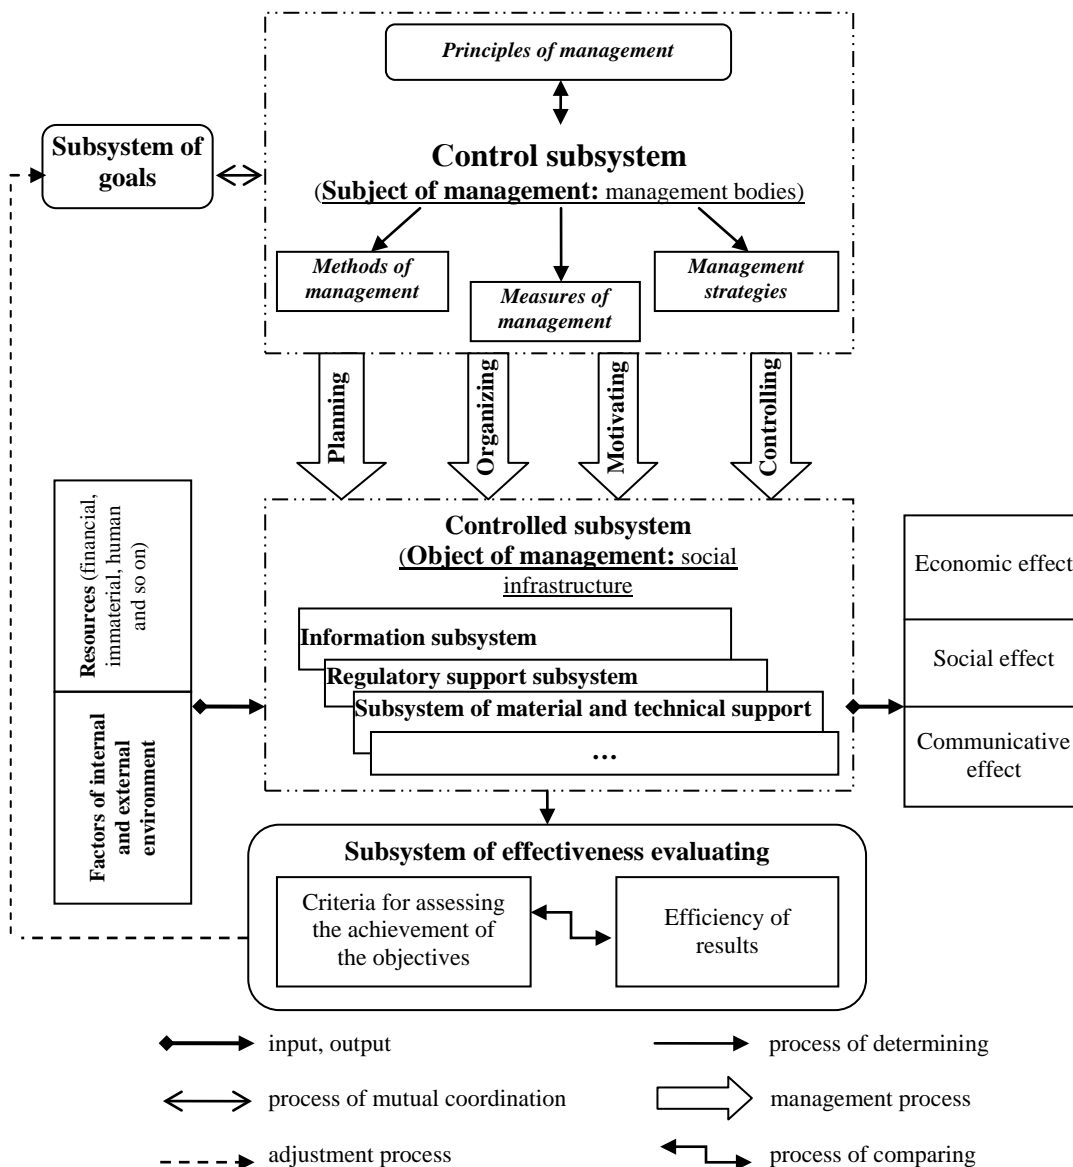 Principles of management
Subsystem of
goals
Control subsystem
(Subject of management: management bodies)
Methods of
management
Measures of
management
Management
strategies
Planning
Organizing
Motivating
Controlling
Resources (financial,
immaterial, human
and so on)
Factors of internal
and external
environment
Controlled subsystem
(Object of management: social
infrastructure
Information subsystem
Regulatory support subsystem
Subsystem of material and technical support
...
Economic effect
Social effect
Communicative
effect
Subsystem of effectiveness evaluating
Criteria for assessing
the achievement of
the objectives
Efficiency of
results
input, output
process of determining
process of mutual coordination
management process
adjustment process
process of comparing